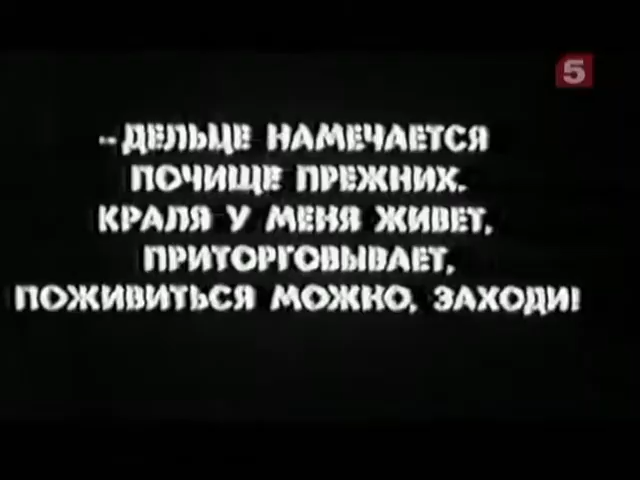 5
-- ДЕЛЬЦЕ НАМЕЧАЕТСЯ
ПОЧИЩЕ ПРЕЖНИХ.
КРАЛЯ У МЕНЯ ЖИВЕТ,
ПРИТОРГОВЫВАЕТ,
ПОЖИВИТЬСЯ МОЖНО, ЗАХОДИ!